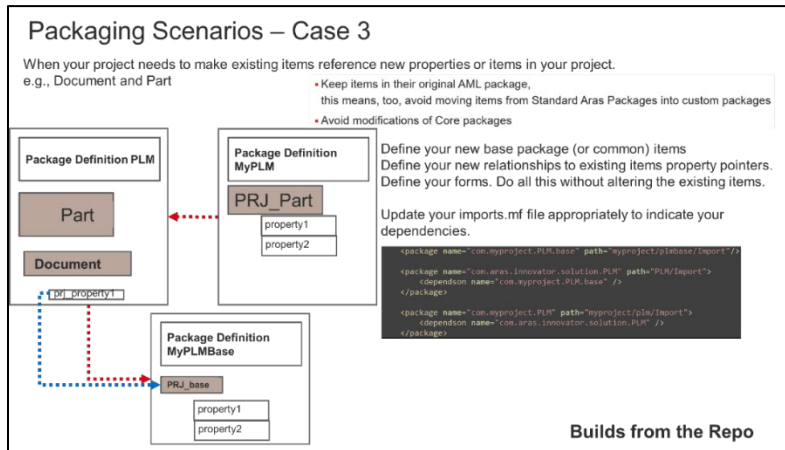 Packaging Scenarios – Case 3
When your project needs to make existing items reference new properties or items in your project.
e.g., Document and Part
▪ Keep items in their original AML package,
this means, too, avoid moving items from Standard Aras Packages into custom packages
▪ Avoid modifications of Core packages
Package Definition PLM
Part
Document
prj_property1
Package Definition
MyPLM
PRJ_Part
property1
property2
Package Definition
MyPLMBase
PRJ_base
property1
property2
Define your new base package (or common) items
Define your new relationships to existing items property pointers.
Define your forms. Do all this without altering the existing items.
Update your imports.mf file appropriately to indicate your
dependencies.
<package name="com.myproject.PLM.base" path="myproject/plmbase/Import"/>
<package name="com.aras.innovator.solution.PLM" path="PLM/Import">
<dependson name="com.myproject.PLM.base" />
</package>
<package name="com.myproject.PLM" path="myproject/plm/Import">
<dependson name="com.aras.innovator.solution.PLM" />
</package>
Builds from the Repo